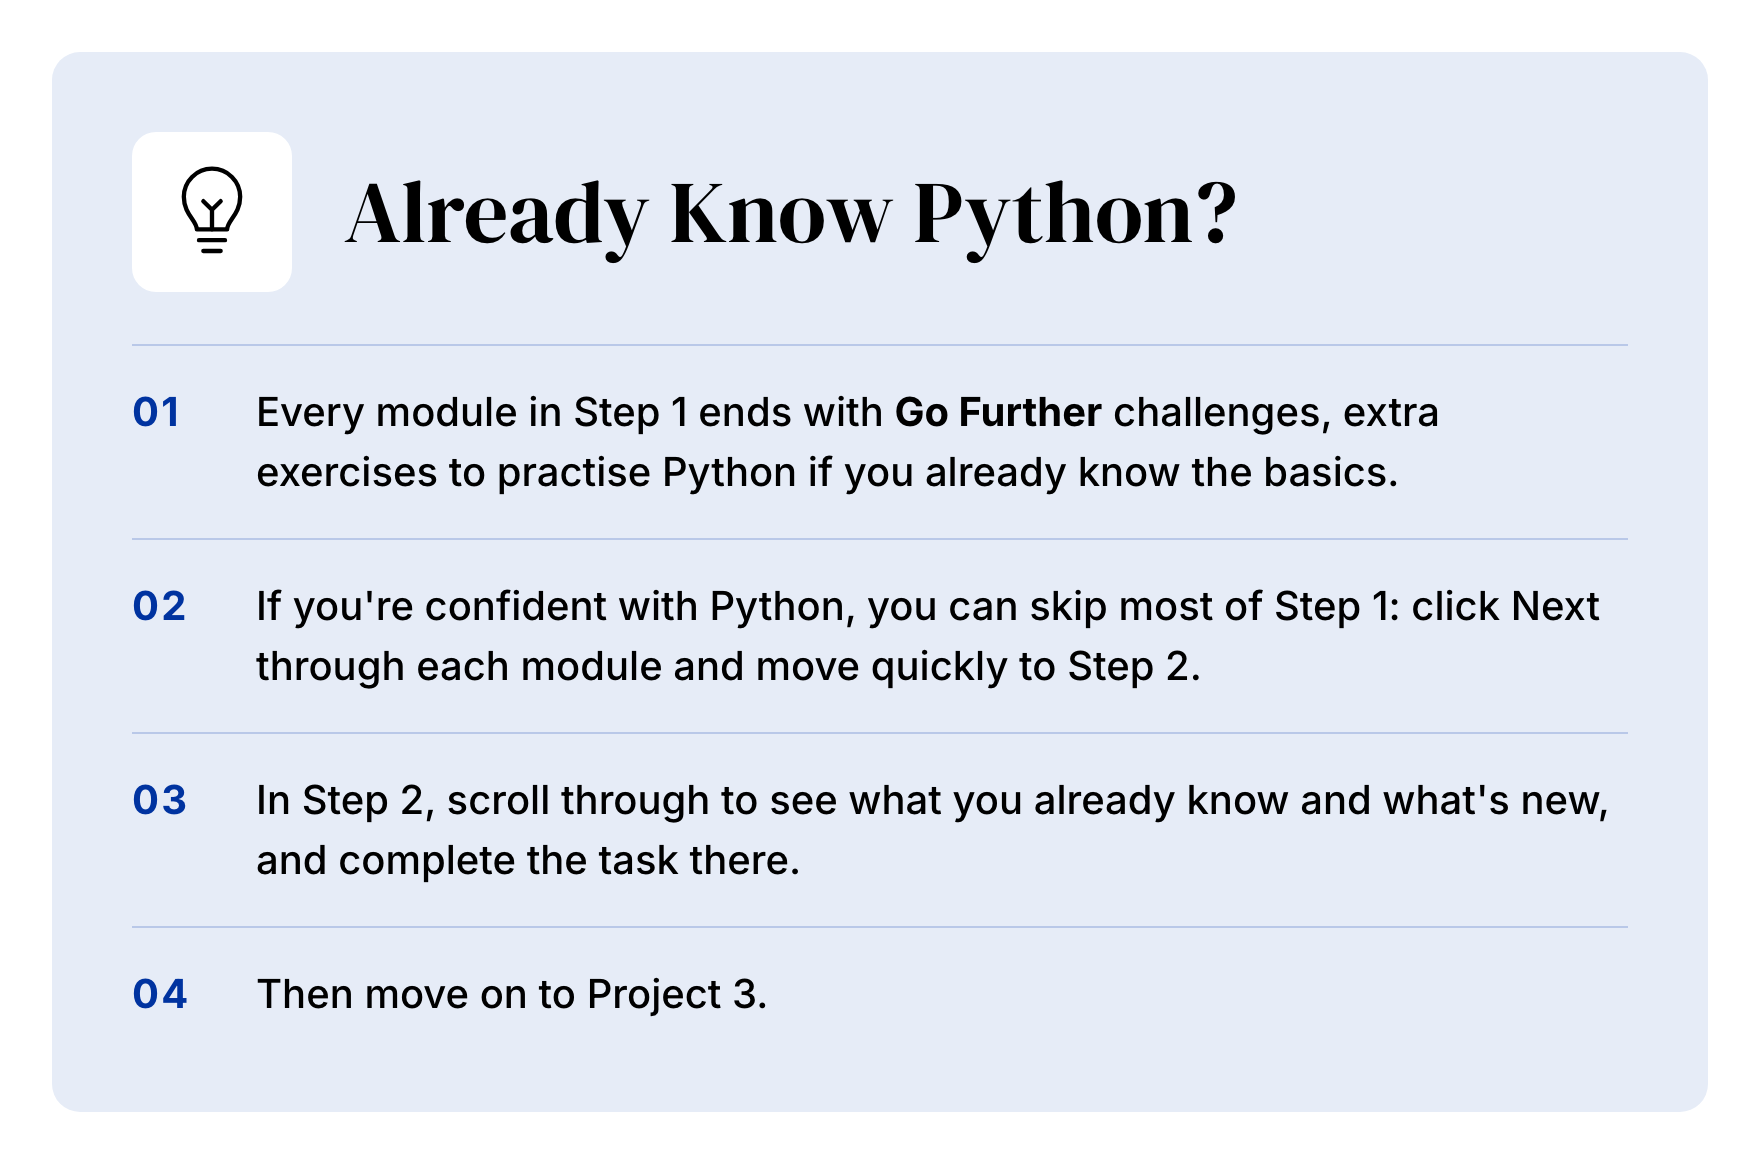 Already Know Python?
01 Every module in Step 1 ends with Go Further challenges, extra
exercises to practise Python if you already know the basics.
02 If you're confident with Python, you can skip most of Step 1: click Next
through each module and move quickly to Step 2.
03 In Step 2, scroll through to see what you already know and what's new,
and complete the task there.
04 Then move on to Project 3.